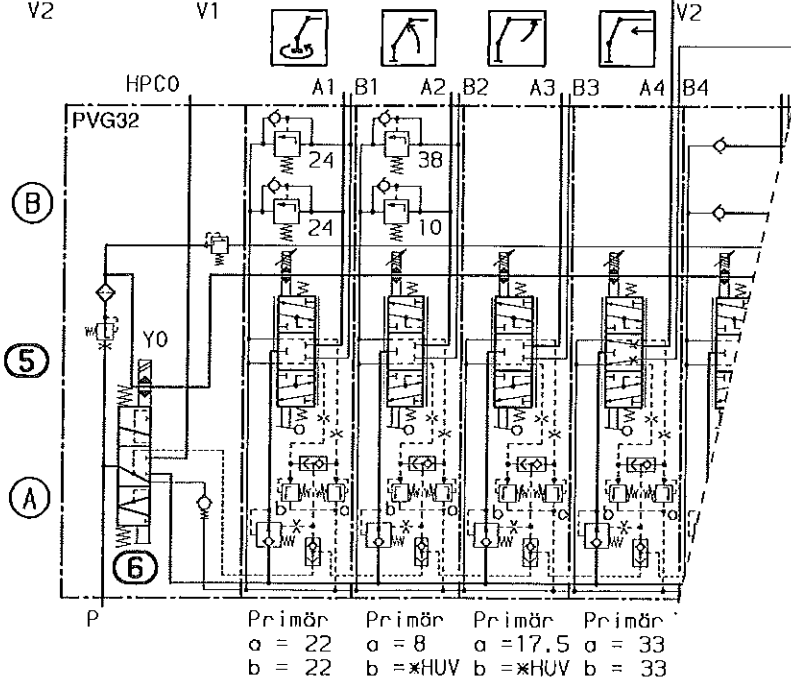 V2 V1 V2
HPCO A1 B1 A2 B2 A3 B3 A4 B4
PVG32
24 38
B
24 10
Y0
5
A
b a b a b a b a
6
P
Primär Primär Primär Primär
a = 22 a = 8 a =17.5 a = 33
b = 22 b =*HUV b =*HUV b = 33